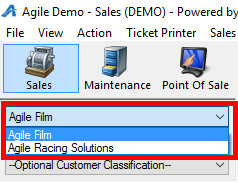 Agile Demo - Sales (DEMO) - Powered by
File View Action Ticket Printer Sales
Sales Maintenance Point Of Sale
Agile Film
Agile Film
Agile Racing Solutions
--Optional Customer Classification--